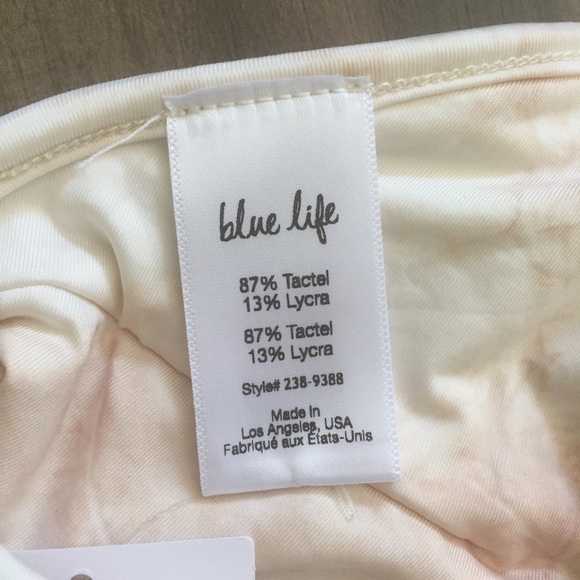 blue life
87% Tactel
13% Lycra
87% Tactel
13% Lycra
Style# 238-9388
Made In
Los Angeles, USA
Fabriqué aux États-Unis